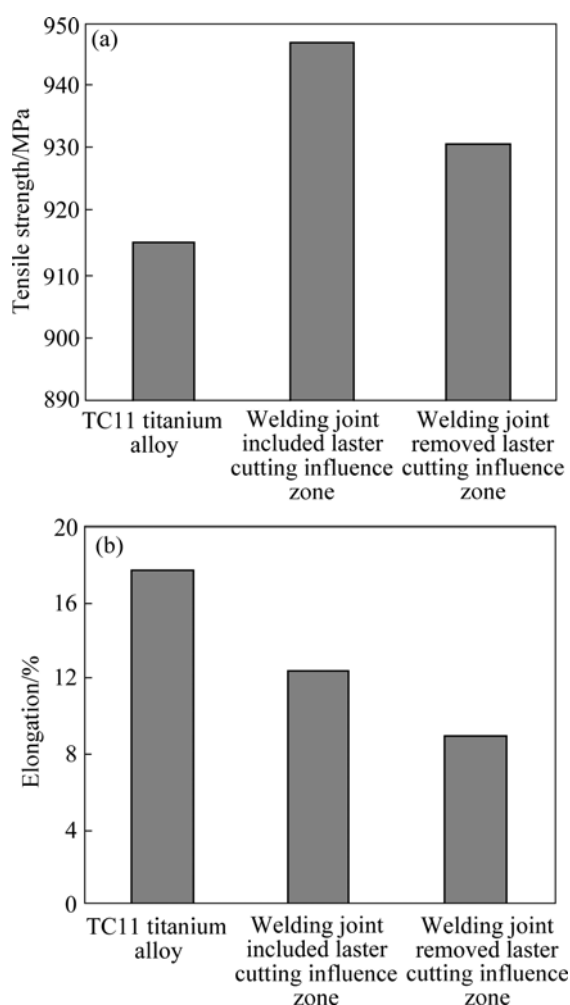 (a)
Tensile strength/MPa
950
940
930
920
910
900
890
TC11 titanium
alloy
Welding joint
included laster
cutting influence
zone
Welding joint
removed laster
cutting influence
zone
(b)
Elongation/%
20
16
12
8
4
0
TC11 titanium
alloy
Welding joint
included laster
cutting influence
zone
Welding joint
removed laster
cutting influence
zone